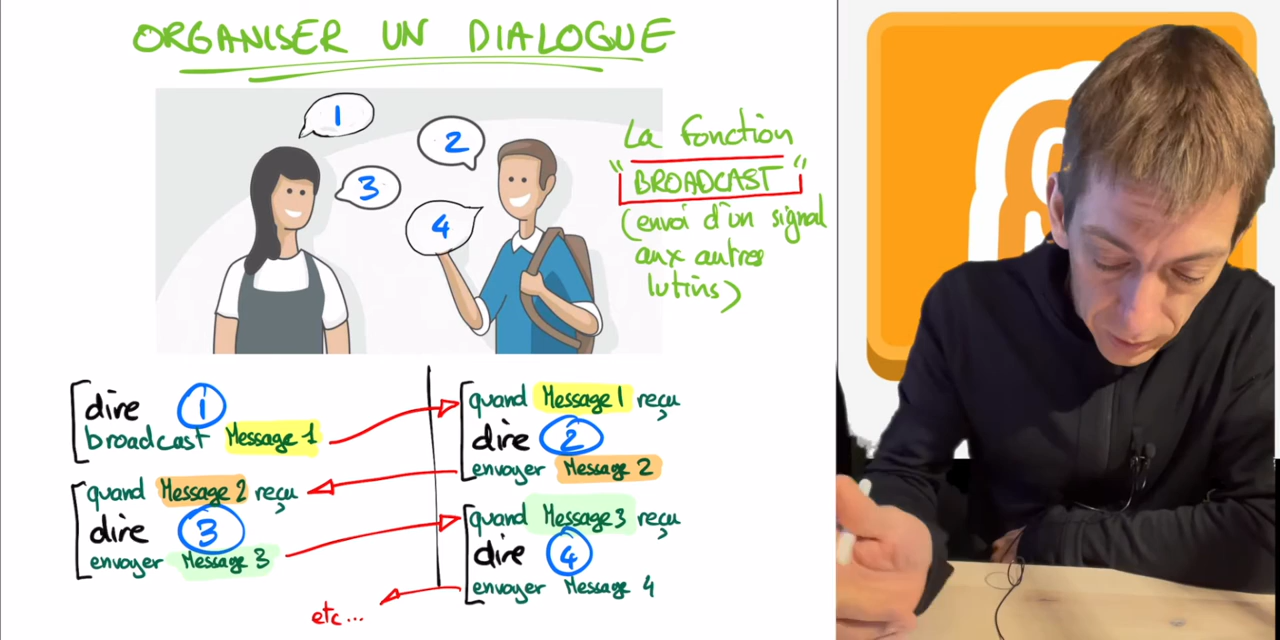 ORGANISER UN DIALOGUE
1
2
3
4
La fonction
"BROADCAST"
(envoi d'un signal
aux autres
lutins)
dire 1
broadcast Message 1
quand Message 2 reçu
dire 3
envoyer Message 3
quand Message 1 reçu
dire 2
envoyer Message 2
quand Message 3 reçu
dire 4
envoyer Message 4
etc...